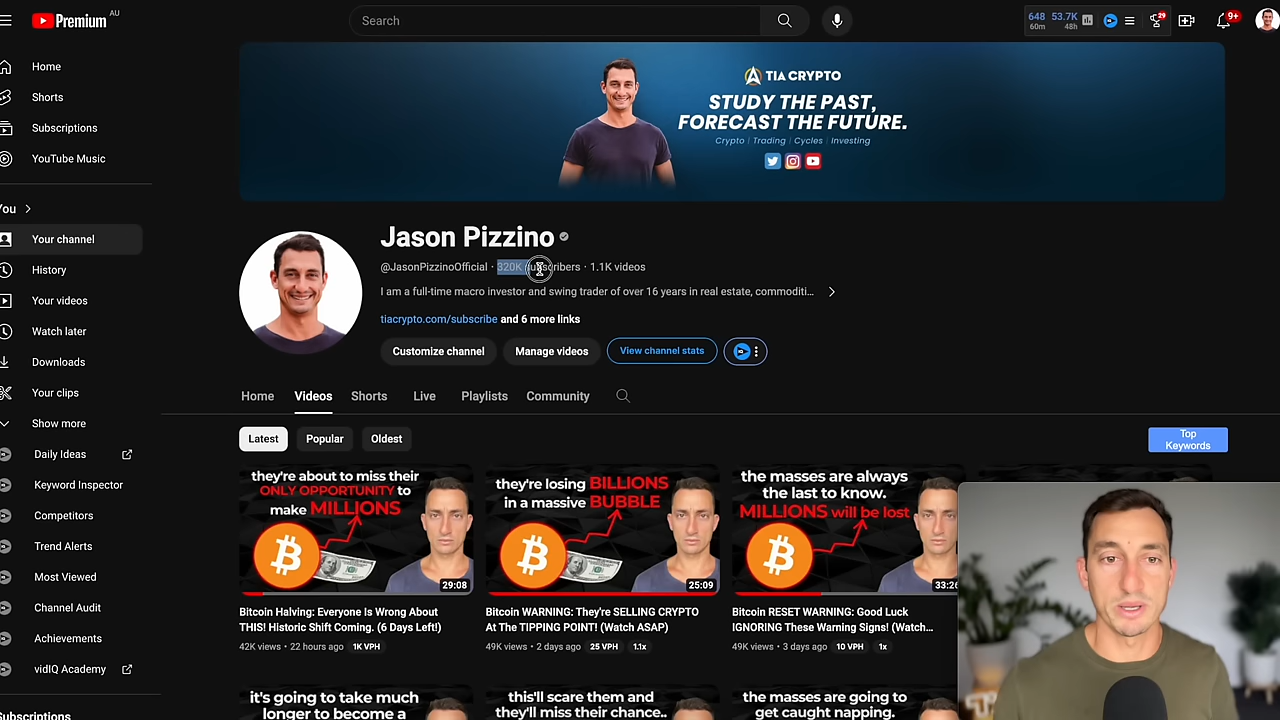 Premium AU
Search
648 53.7K
60m 48h
29
9+
Home
Shorts
Subscriptions
YouTube Music
You
Your channel
History
Your videos
Watch later
Downloads
Your clips
Show more
Daily Ideas
Keyword Inspector
Competitors
Trend Alerts
Most Viewed
Channel Audit
Achievements
vidIQ Academy
Subscriptions
TIA CRYPTO
STUDY THE PAST,
FORECAST THE FUTURE.
Crypto | Trading | Cycles | Investing
Jason Pizzino
@JasonPizzinoOfficial · 320K subscribers · 1.1K videos
I am a full-time macro investor and swing trader of over 16 years in real estate, commoditi...
tiacrypto.com/subscribe and 6 more links
Customize channel
Manage videos
View channel stats
Home Videos Shorts Live Playlists Community
Latest Popular Oldest
Top
Keywords
they're about to miss their
ONLY OPPORTUNITY to
make MILLIONS
29:08
Bitcoin Halving: Everyone Is Wrong About
THIS! Historic Shift Coming. (6 Days Left!)
42K views • 22 hours ago 1K VPH
they're losing BILLIONS
in a massive BUBBLE
25:09
Bitcoin WARNING: They're SELLING CRYPTO
At The TIPPING POINT! (Watch ASAP)
49K views • 2 days ago 25 VPH 1.1x
the masses are always
the last to know.
MILLIONS will be lost
33:26
Bitcoin RESET WARNING: Good Luck
IGNORING These Warning Signs! (Watch...
49K views • 3 days ago 10 VPH 1x
it's going to take much
longer to become a
this'll scare them and
they'll miss their chance..
the masses are going to
get caught napping.